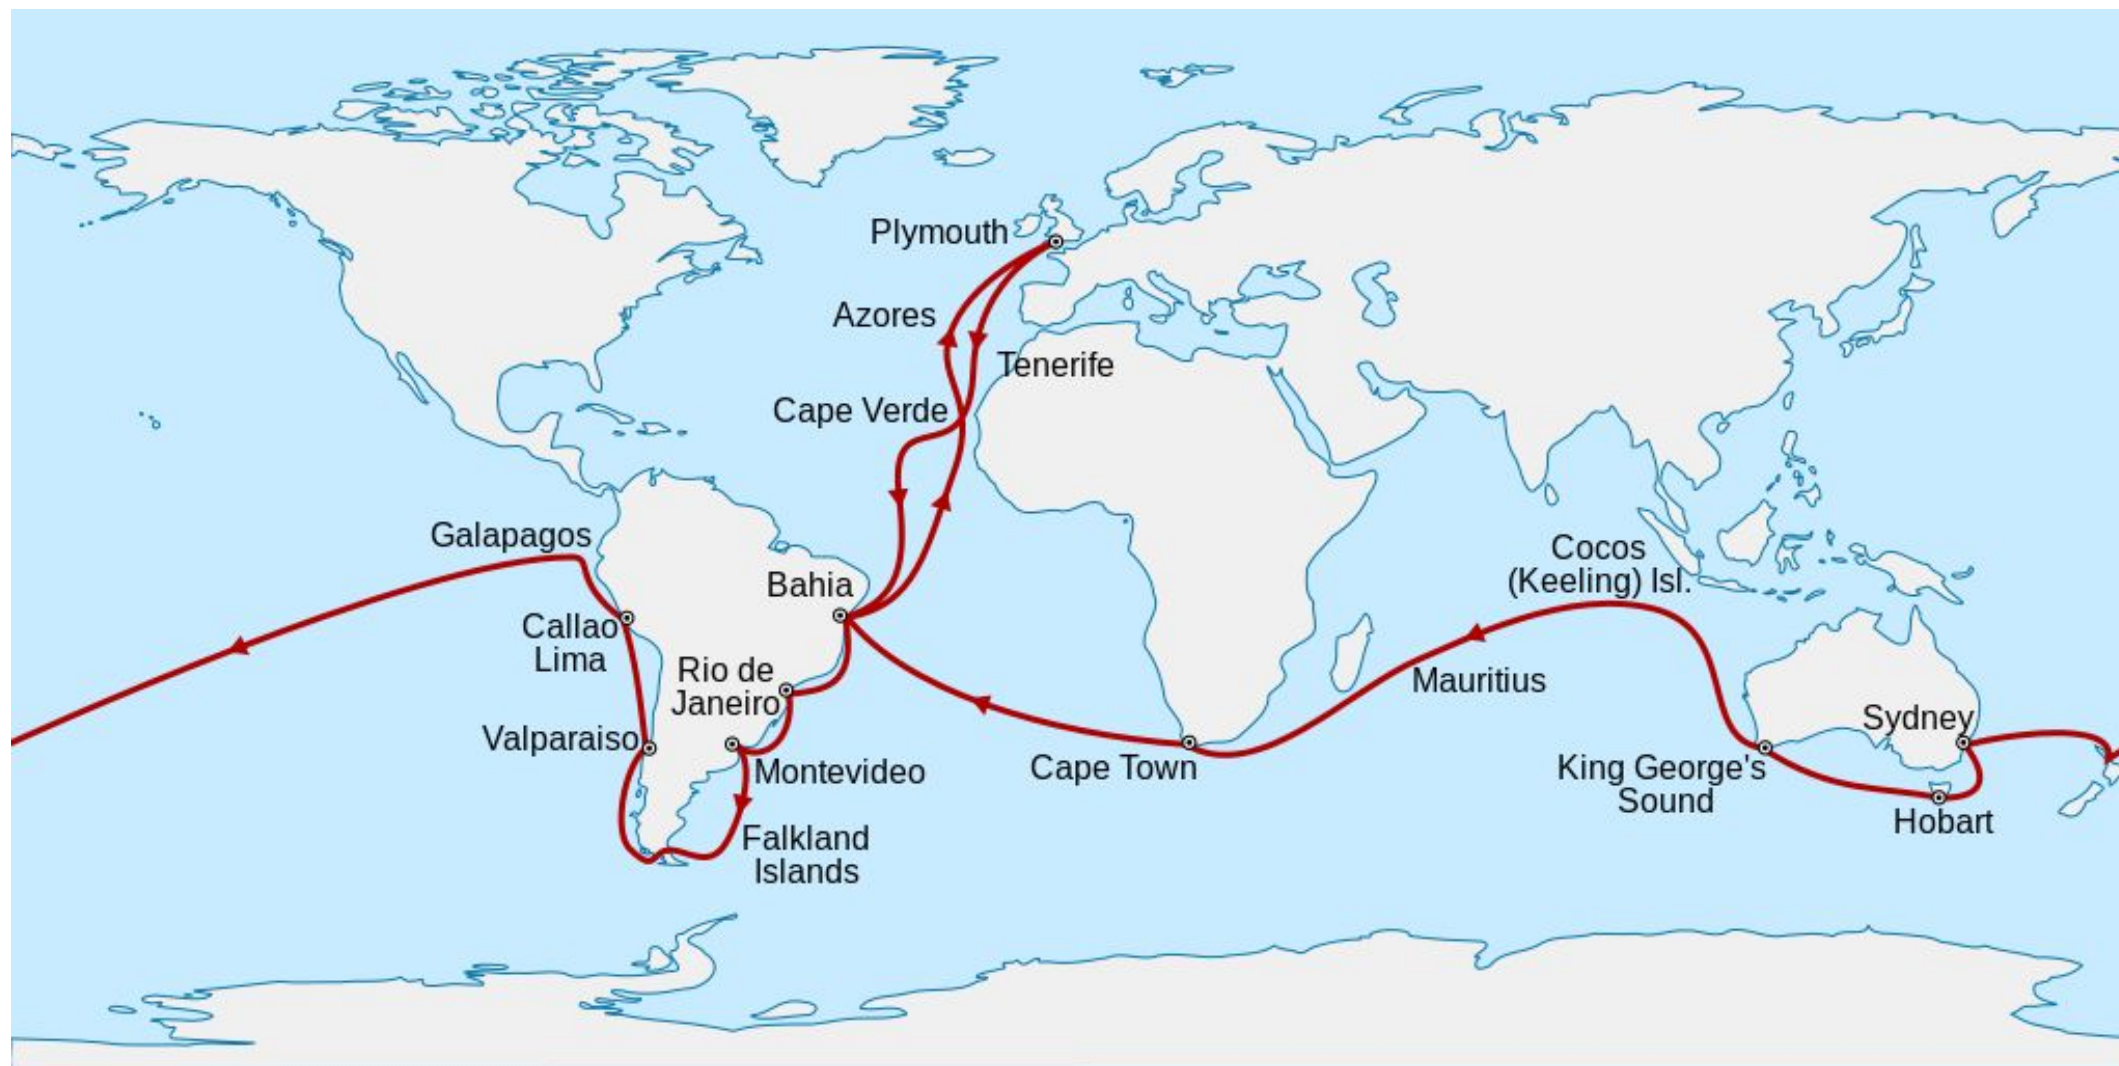 Plymouth
Azores
Tenerife
Cape Verde
Galapagos
Cocos
(Keeling) Isl.
Bahia
Callao
Lima
Rio de
Janeiro
Mauritius
Sydney
Valparaiso
Montevideo
Cape Town
King George's
Sound
Hobart
Falkland
Islands